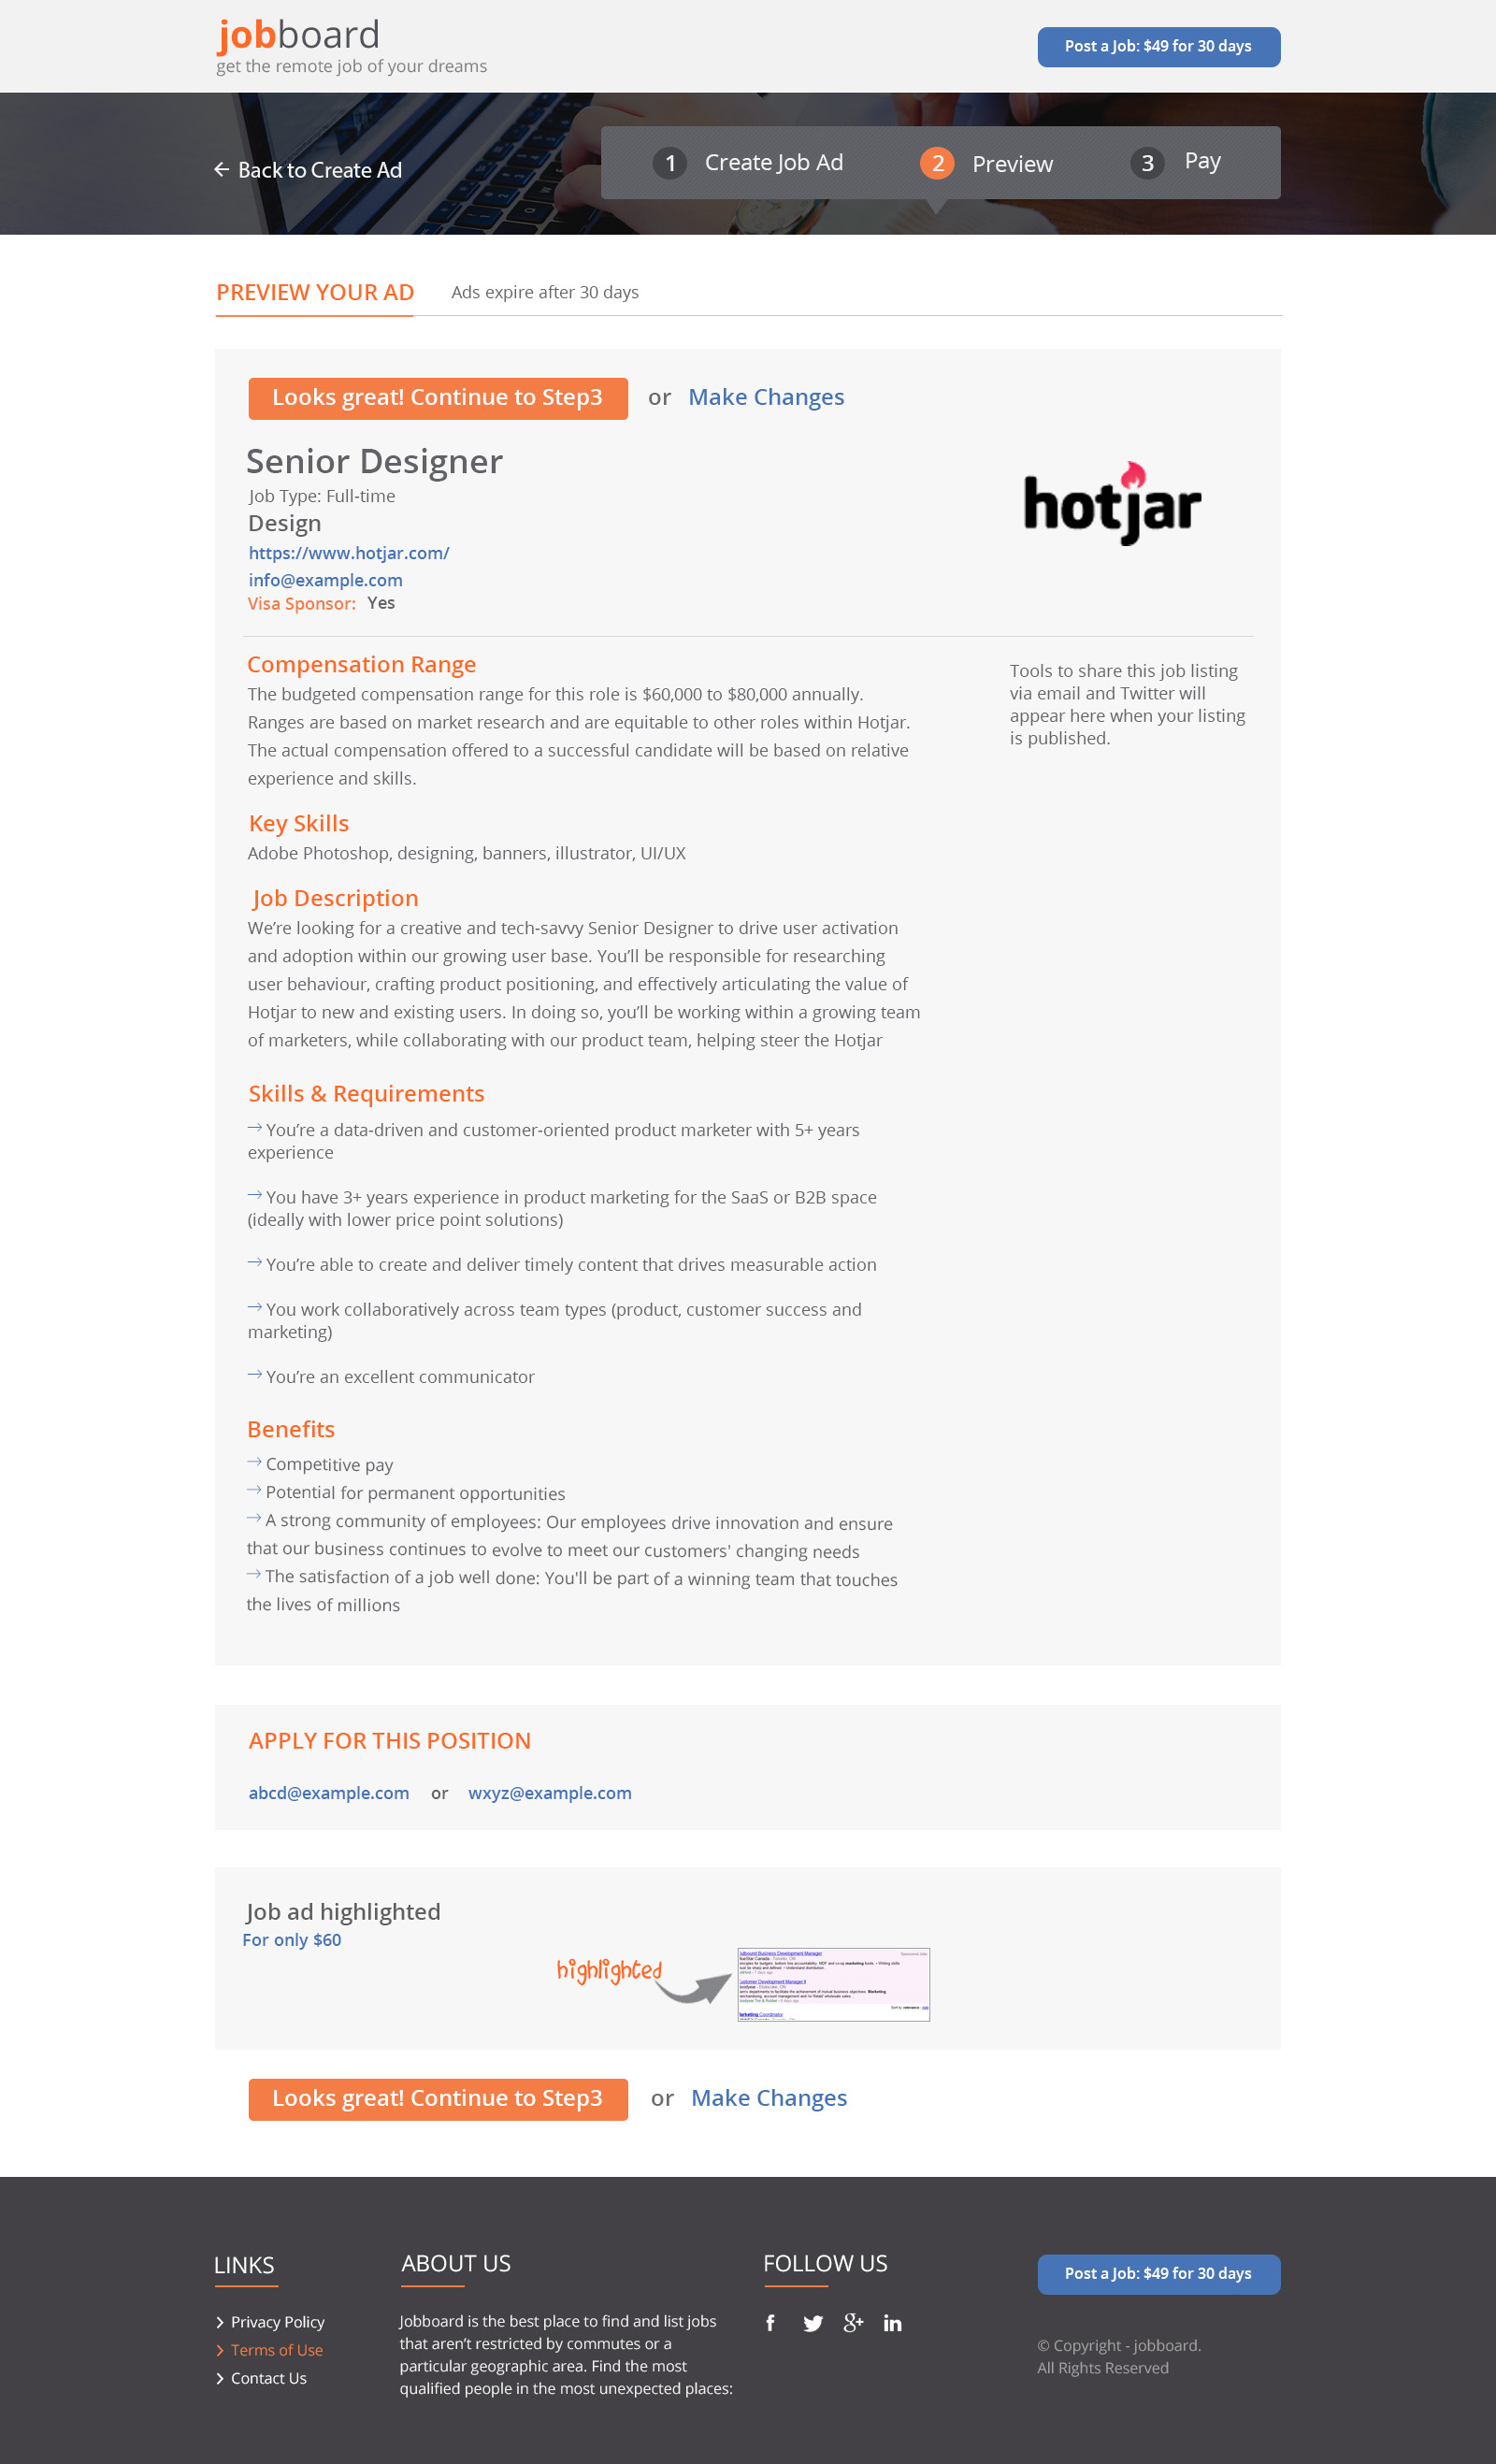 jobboard
get the remote job of your dreams
Post a Job: $49 for 30 days
← Back to Create Ad
1 Create Job Ad 2 Preview 3 Pay
PREVIEW YOUR AD Ads expire after 30 days
Looks great! Continue to Step3 or Make Changes
Senior Designer
Job Type: Full-time
Design
https://www.hotjar.com/
info@example.com
Visa Sponsor: Yes
hotjar
Compensation Range
The budgeted compensation range for this role is $60,000 to $80,000 annually.
Ranges are based on market research and are equitable to other roles within Hotjar.
The actual compensation offered to a successful candidate will be based on relative
experience and skills.
Tools to share this job listing
via email and Twitter will
appear here when your listing
is published.
Key Skills
Adobe Photoshop, designing, banners, illustrator, UI/UX
Job Description
We’re looking for a creative and tech-savvy Senior Designer to drive user activation
and adoption within our growing user base. You’ll be responsible for researching
user behaviour, crafting product positioning, and effectively articulating the value of
Hotjar to new and existing users. In doing so, you’ll be working within a growing team
of marketers, while collaborating with our product team, helping steer the Hotjar
Skills & Requirements
→ You’re a data-driven and customer-oriented product marketer with 5+ years
experience
→ You have 3+ years experience in product marketing for the SaaS or B2B space
(ideally with lower price point solutions)
→ You’re able to create and deliver timely content that drives measurable action
→ You work collaboratively across team types (product, customer success and
marketing)
→ You’re an excellent communicator
Benefits
→ Competitive pay
→ Potential for permanent opportunities
→ A strong community of employees: Our employees drive innovation and ensure
that our business continues to evolve to meet our customers' changing needs
→ The satisfaction of a job well done: You'll be part of a winning team that touches
the lives of millions
APPLY FOR THIS POSITION
abcd@example.com or wxyz@example.com
Job ad highlighted
For only $60
highlighted
Business Development Manager
Development Manager
marketing Coordinator
Looks great! Continue to Step3 or Make Changes
LINKS
Privacy Policy
Terms of Use
Contact Us
ABOUT US
Jobboard is the best place to find and list jobs
that aren’t restricted by commutes or a
particular geographic area. Find the most
qualified people in the most unexpected places:
FOLLOW US
f g+ in
Post a Job: $49 for 30 days
© Copyright - jobboard.
All Rights Reserved